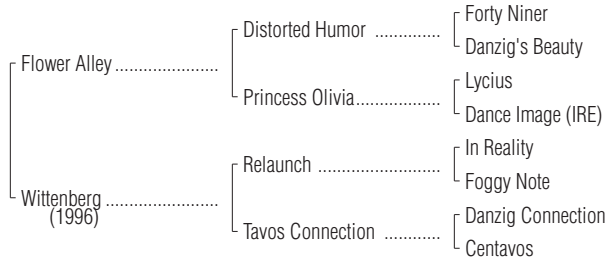 Forty Niner
Distorted Humor ..............
Danzig's Beauty
Flower Alley ......................
Lycius
Princess Olivia..................
Dance Image (IRE)
In Reality
Relaunch ........................
Foggy Note
Wittenberg ........................
(1996)
Danzig Connection
Tavos Connection ............
Centavos